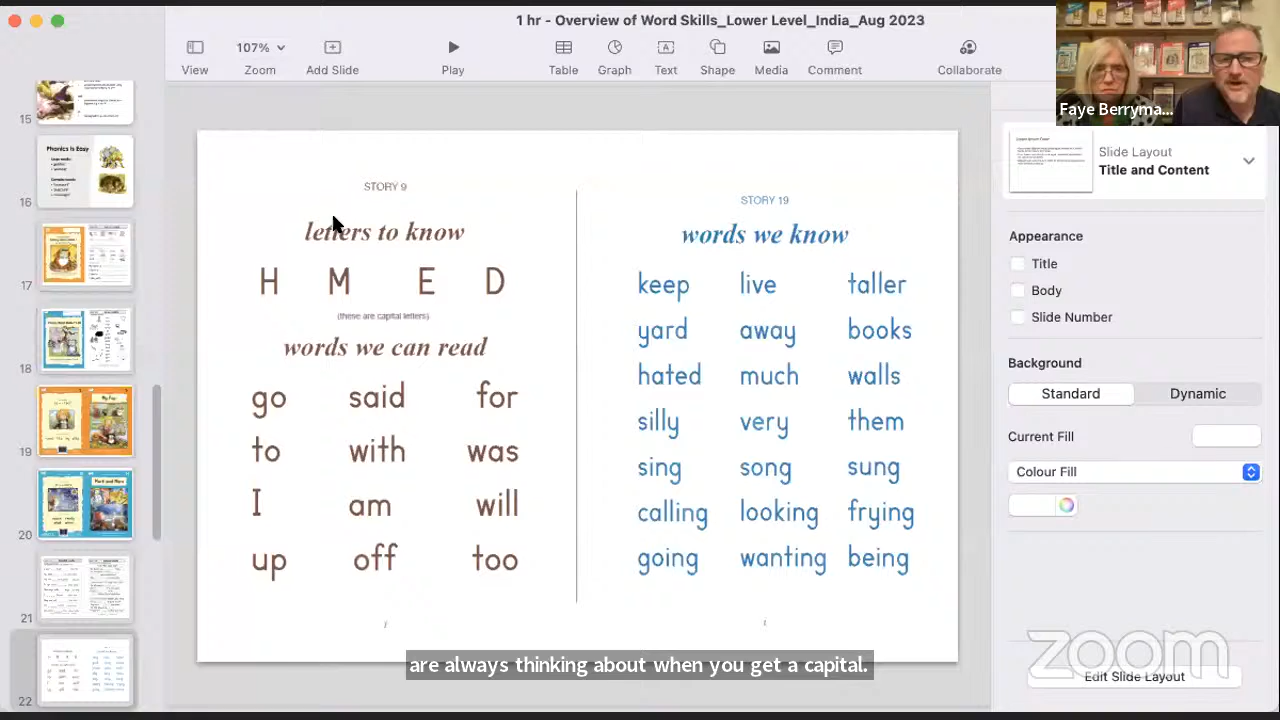 1 hr - Overview of Word Skills_Lower Level_India_Aug 2023
View
107%
Zoom
Add Slide
Play
Table
Graph
Text
Shape
Media
Comment
Collaborate
Faye Berryma...
15
Phonics is Easy
16
17
18
19
20
21
22
STORY 9
letters to know
H M E D
(these are capital letters)
words we can read
go said for
to with was
I am will
up off too
STORY 19
words we know
keep live taller
yard away books
hated much walls
silly very them
sing song sung
calling looking frying
going wanting being
are always thinking about when you get a capital.
Slide Layout
Title and Content
Appearance
Title
Body
Slide Number
Background
Standard Dynamic
Current Fill
Colour Fill
zoom
Edit Slide Layout